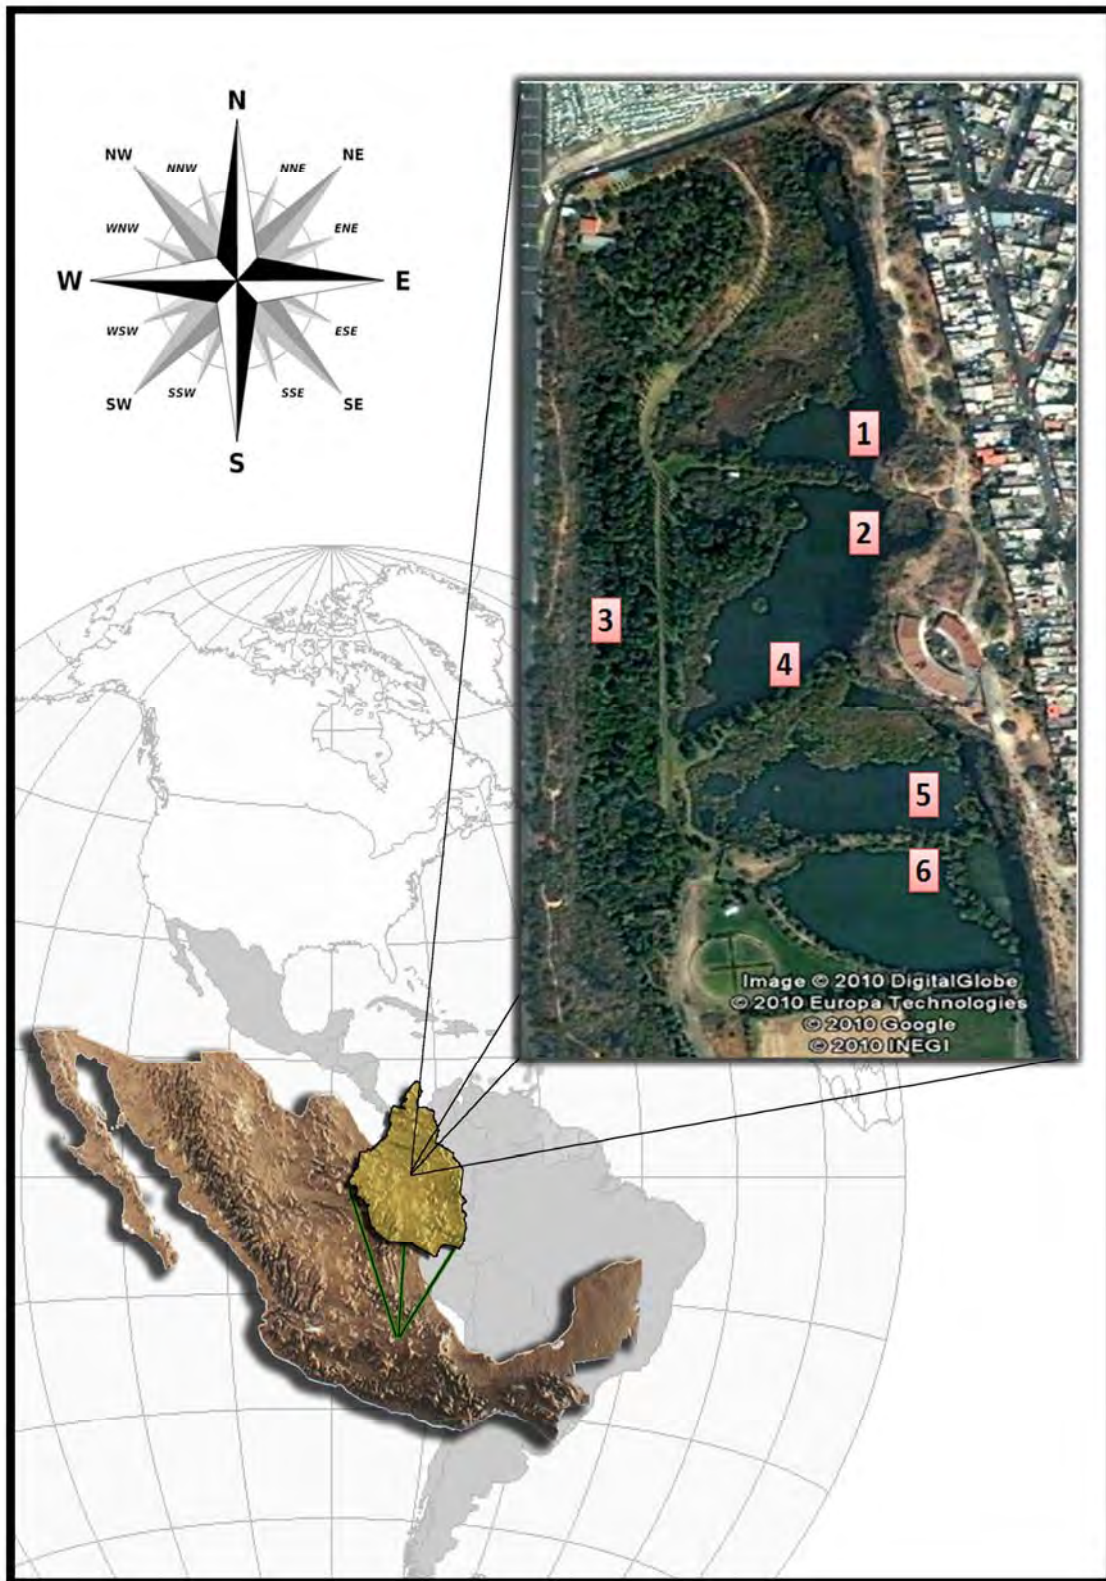 N
NW
NNW
NNE
NE
WNW
ENE
W
E
WSW
ESE
SW
SSW
SSE
SE
S
1
2
3
4
5
6
Image © 2010 DigitalGlobe
© 2010 Europa Technologies
© 2010 Google
© 2010 INEGI